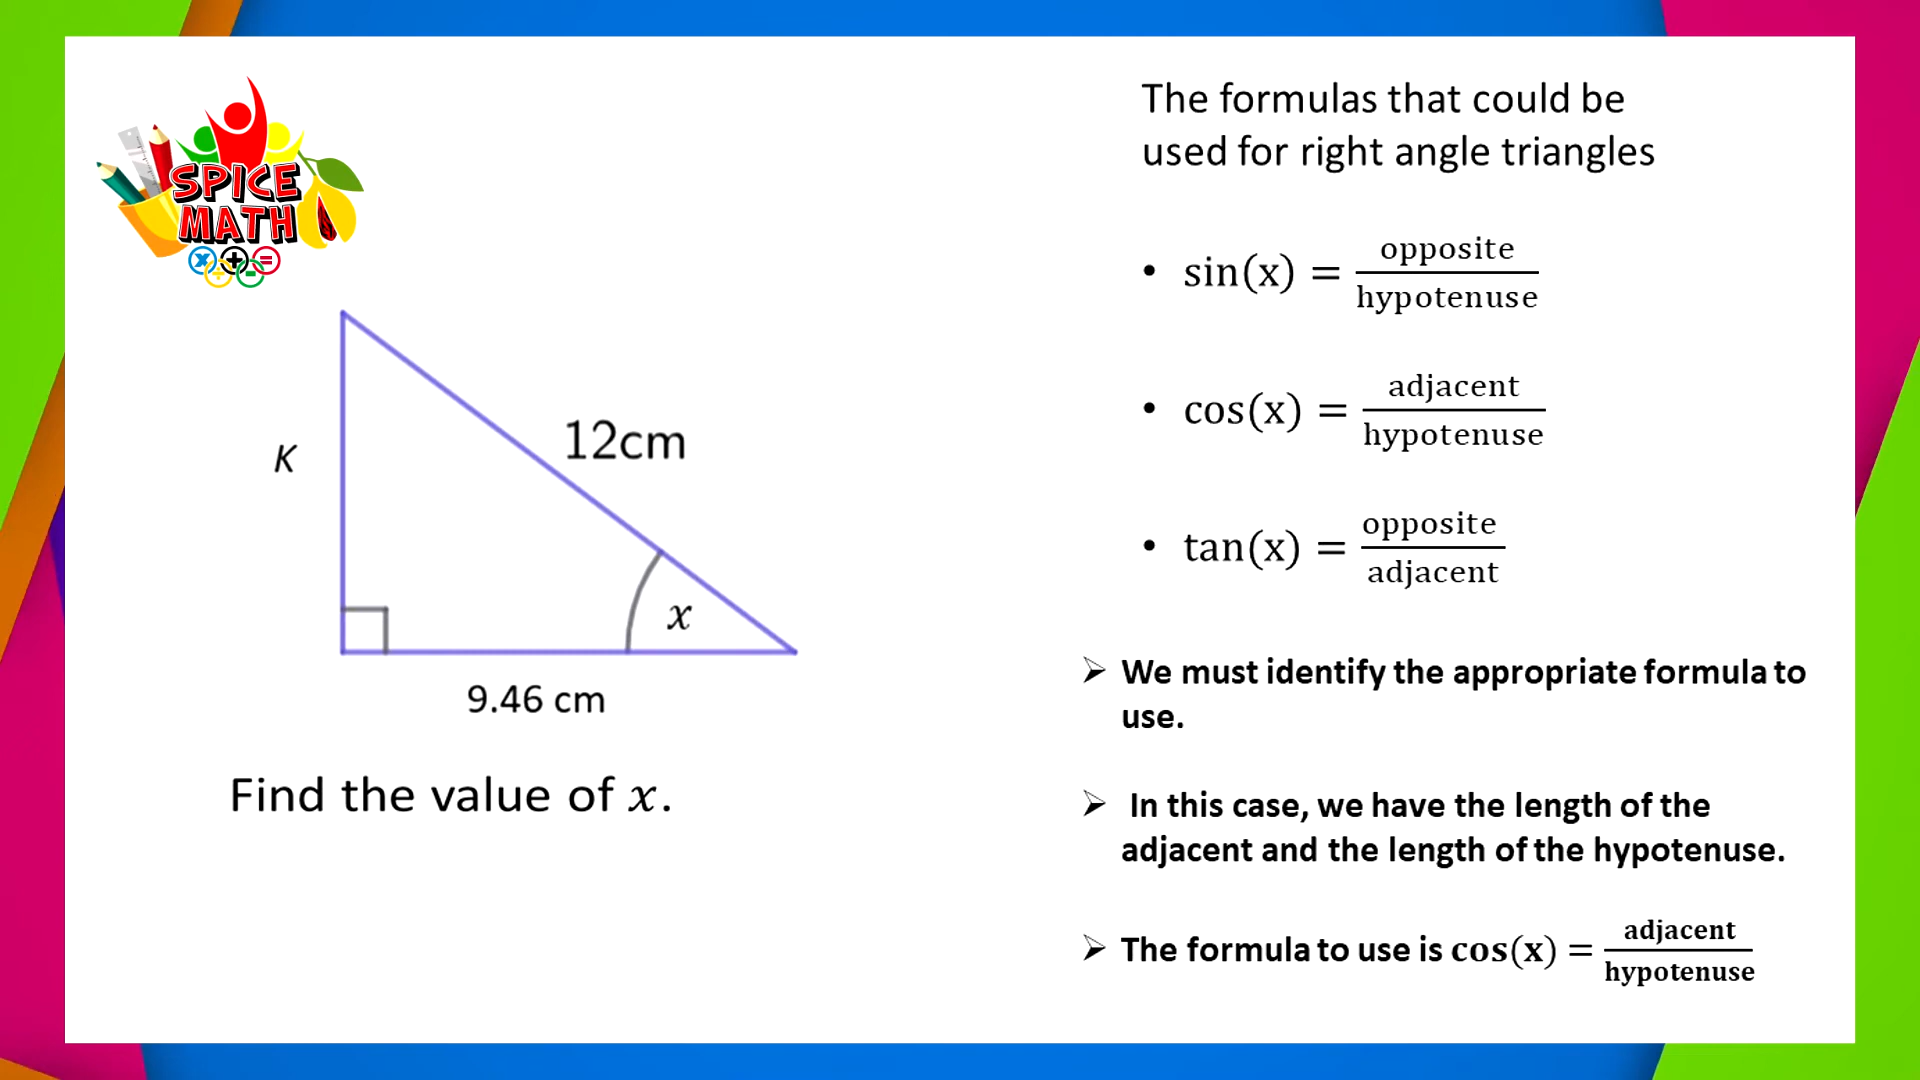 SPICE
MATH
x + =
÷ -
K
12cm
x
9.46 cm
Find the value of x.
The formulas that could be
used for right angle triangles
• sin(x) = opposite/hypotenuse
• cos(x) = adjacent/hypotenuse
• tan(x) = opposite/adjacent
➢ We must identify the appropriate formula to
use.
➢ In this case, we have the length of the
adjacent and the length of the hypotenuse.
➢ The formula to use is cos(x) = adjacent/hypotenuse